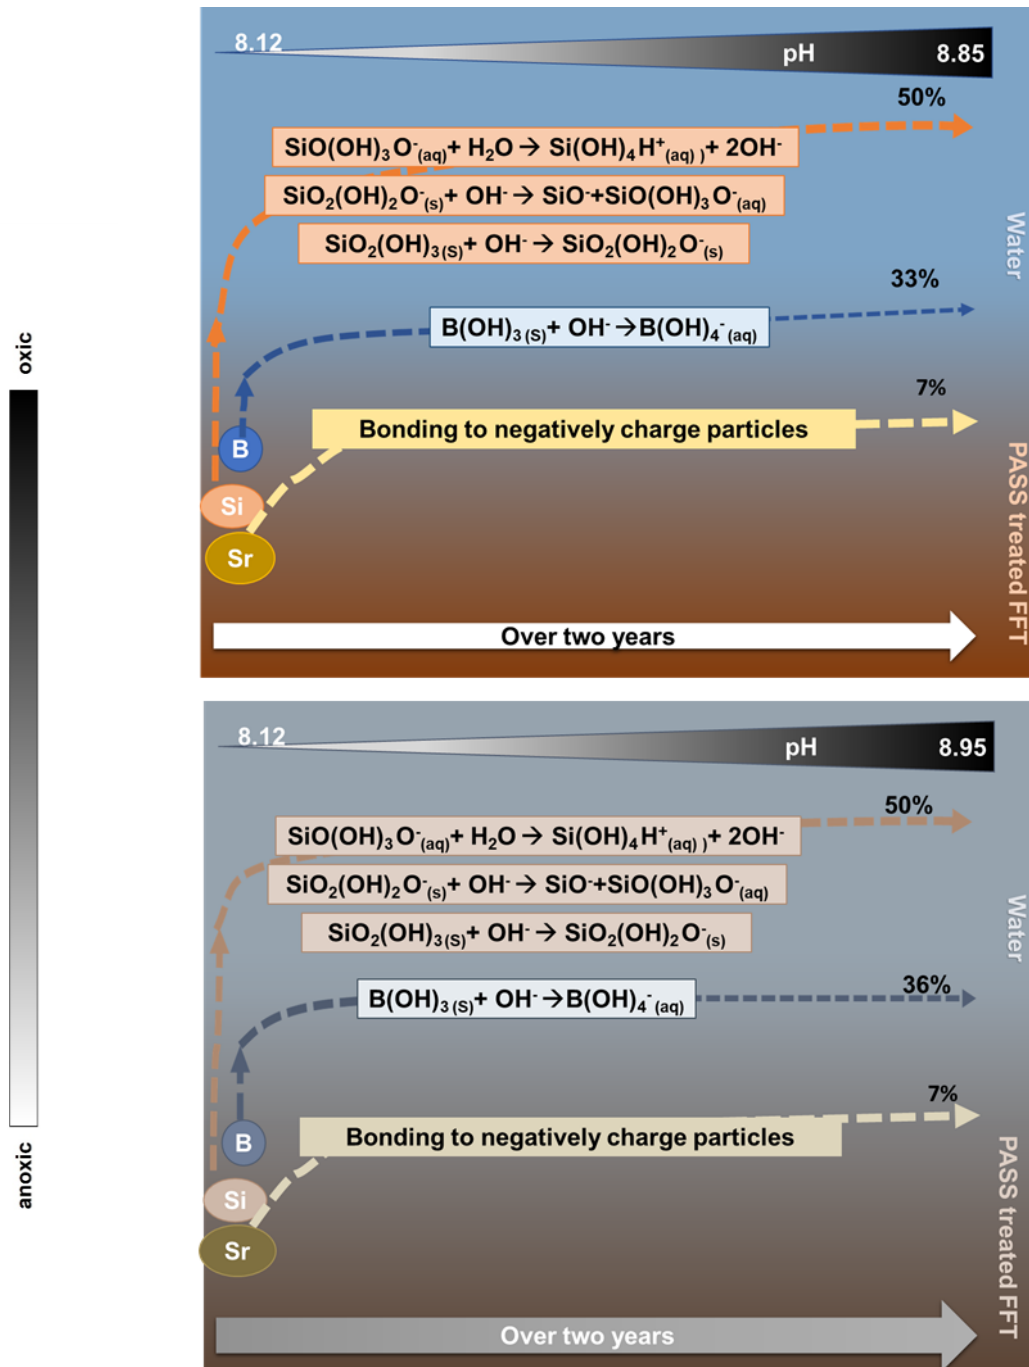 8.12
pH
8.85
50%
SiO(OH)₃O⁻(aq)+ H₂O → Si(OH)₄H⁺(aq) ) + 2OH⁻
SiO₂(OH)₂O⁻(s)+ OH⁻ → SiO⁻+SiO(OH)₃O⁻(aq)
SiO₂(OH)₃(S)+ OH⁻ → SiO₂(OH)₂O⁻(s)
Water
33%
B(OH)₃(S)+ OH⁻→B(OH)₄⁻(aq)
oxic
7%
Bonding to negatively charge particles
B
Si
Sr
PASS treated FFT
Over two years
8.12
pH
8.95
50%
SiO(OH)₃O⁻(aq)+ H₂O → Si(OH)₄H⁺(aq) ) + 2OH⁻
SiO₂(OH)₂O⁻(s)+ OH⁻ → SiO⁻+SiO(OH)₃O⁻(aq)
SiO₂(OH)₃(S)+ OH⁻ → SiO₂(OH)₂O⁻(s)
Water
36%
B(OH)₃(S)+ OH⁻→B(OH)₄⁻(aq)
7%
Bonding to negatively charge particles
B
anoxic
Si
Sr
PASS treated FFT
Over two years